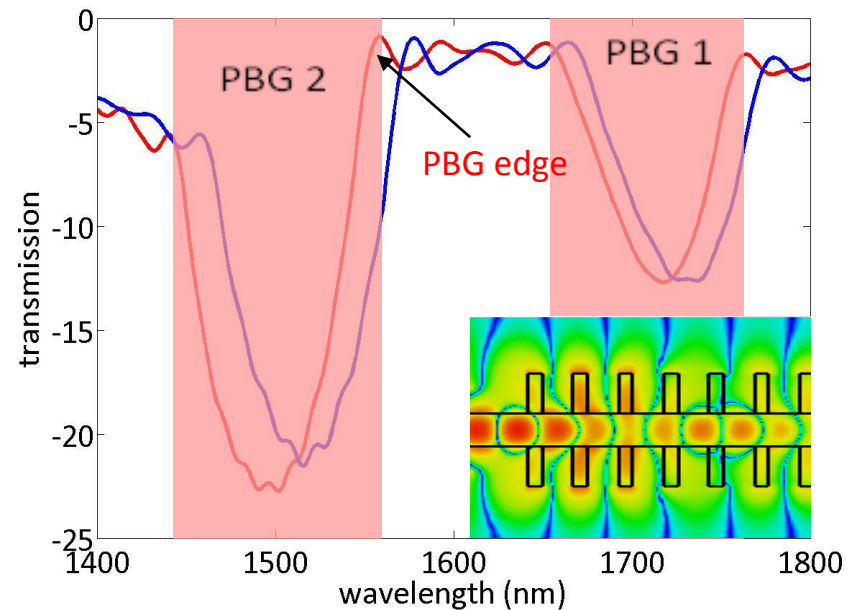 0
PBG 2
PBG 1
-5
PBG edge
-10
transmission
-15
-20
-25
1400
1500
1600
1700
1800
wavelength (nm)